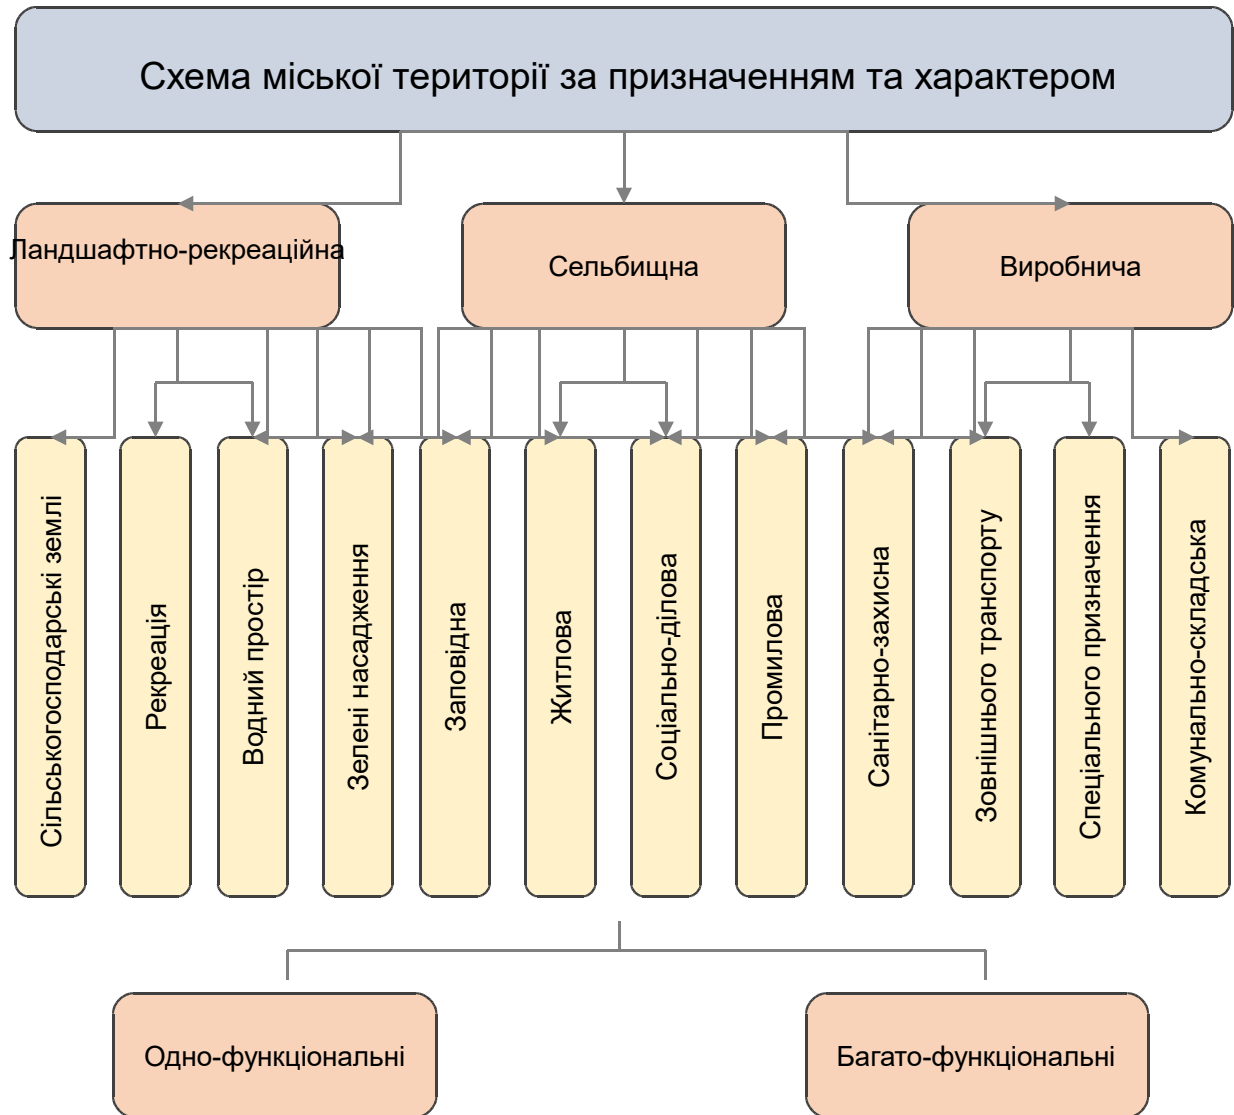 Схема міської території за призначенням та характером
Ландшафтно-рекреаційна
Сельбищна
Виробнича
Сільськогосподарські землі
Рекреація
Водний простір
Зелені насадження
Заповідна
Житлова
Соціально-ділова
Промилова
Санітарно-захисна
Зовнішнього транспорту
Спеціального призначення
Комунально-складська
Одно-функціональні
Багато-функціональні